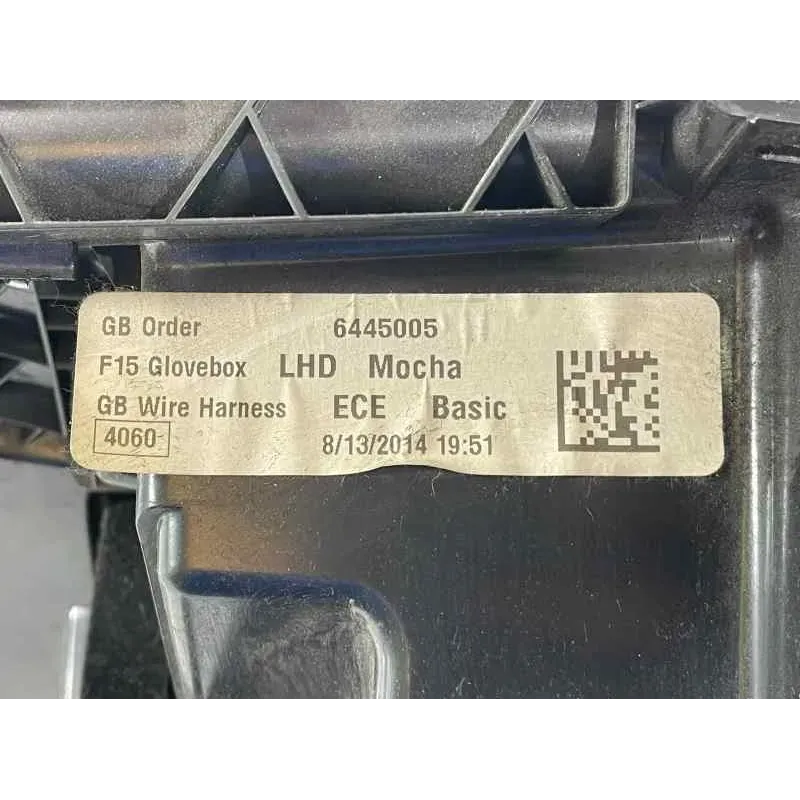 GB Order 6445005
F15 Glovebox LHD Mocha
GB Wire Harness ECE Basic
4060 8/13/2014 19:51